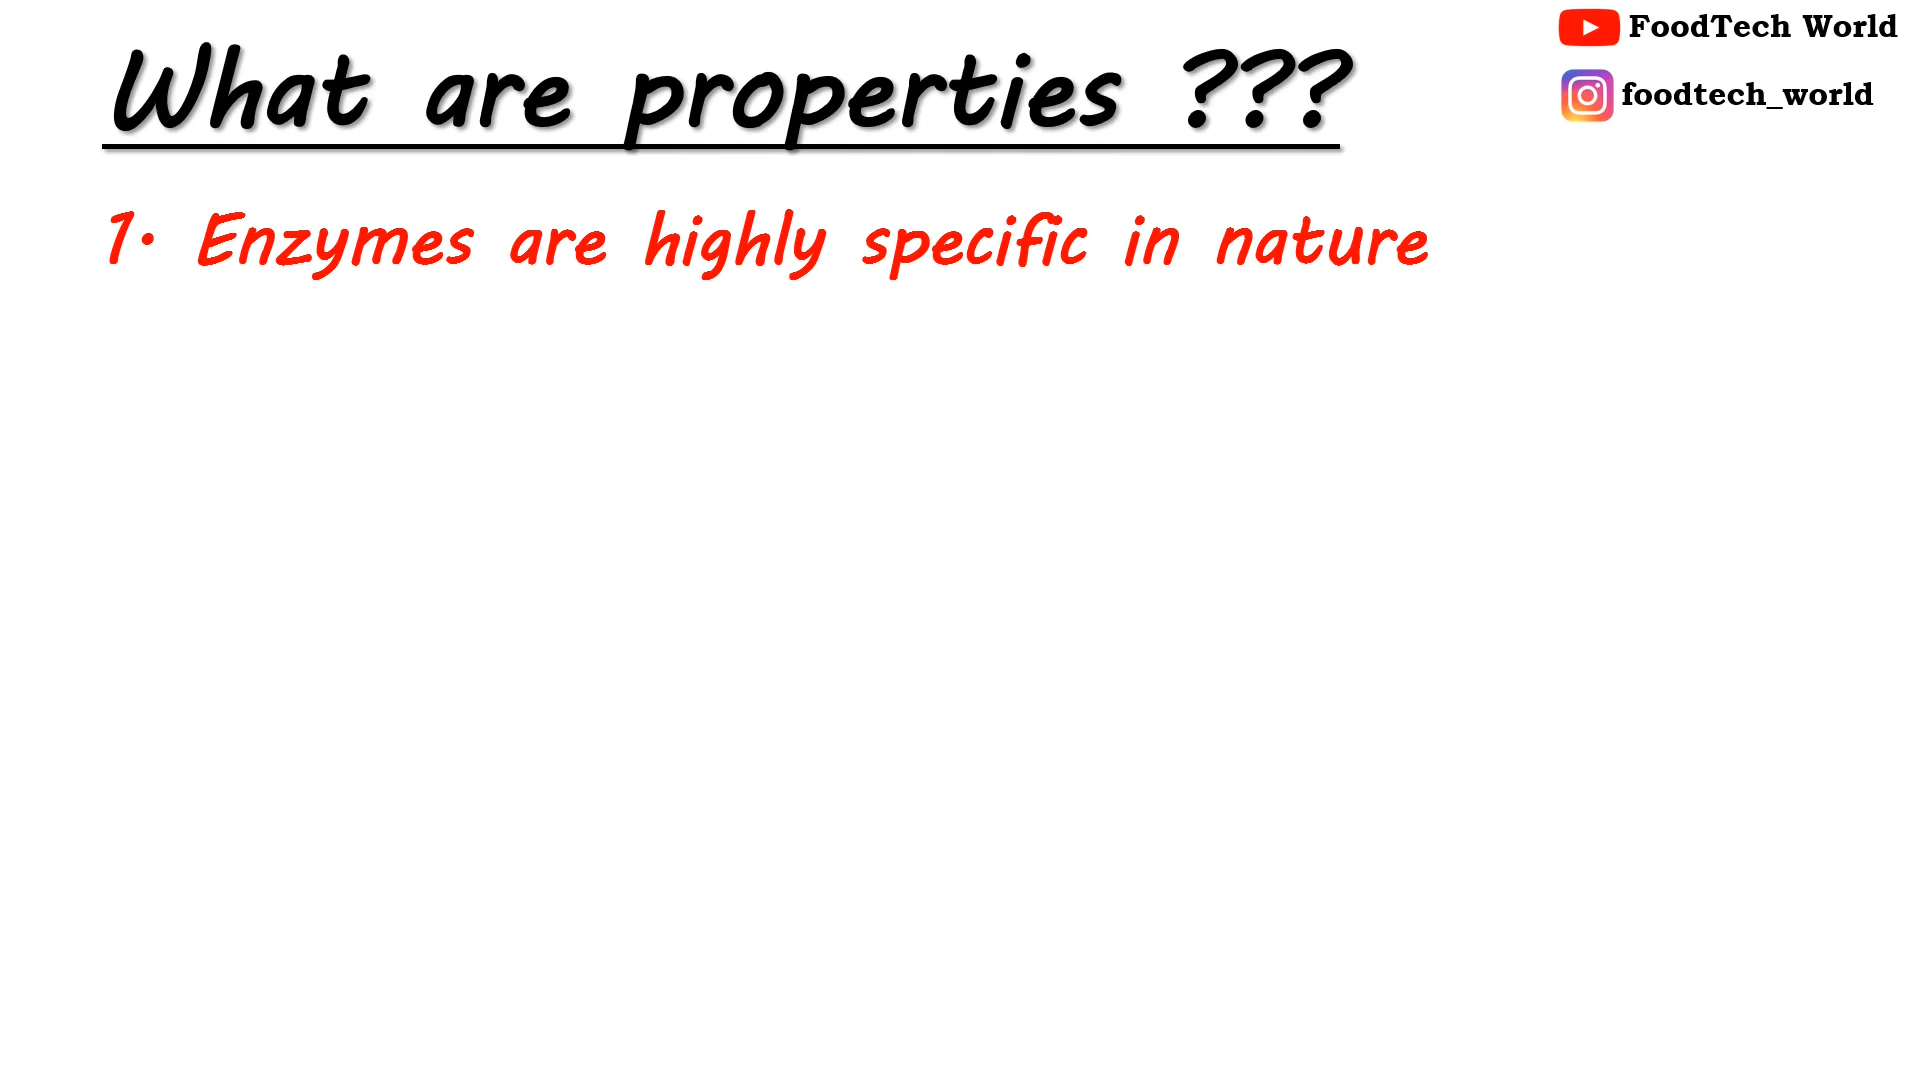 What are properties ???
FoodTech World
foodtech_world
1. Enzymes are highly specific in nature